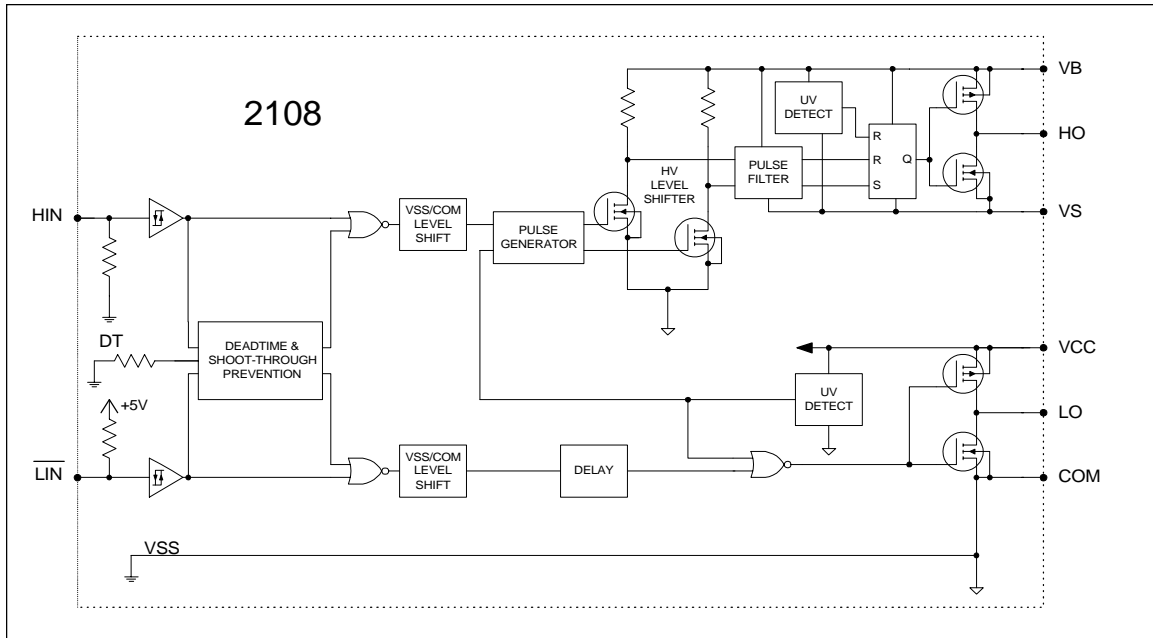 2108
VB
UV
DETECT
R
R
S
Q
HO
PULSE
FILTER
HV
LEVEL
SHIFTER
VS
HIN
VSS/COM
LEVEL
SHIFT
PULSE
GENERATOR
DT
DEADTIME &
SHOOT-THROUGH
PREVENTION
VCC
UV
DETECT
+5V
LO
LIN
VSS/COM
LEVEL
SHIFT
DELAY
COM
VSS